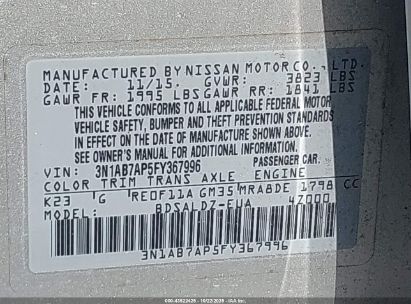 MANUFACTURED BY NISSAN MOTOR CO., LTD.
DATE: 11/15. GVWR: 3823 LBS
GAWR FR: 1995 LBS GAWR RR: 1841 LBS
THIS VEHICLE CONFORMS TO ALL APPLICABLE FEDERAL MOTOR
VEHICLE SAFETY, BUMPER AND THEFT PREVENTION STANDARDS
IN EFFECT ON THE DATE OF MANUFACTURE SHOWN ABOVE.
SEE OWNER'S MANUAL FOR ADDITIONAL INFORMATION.
VIN: 3N1AB7AP5FY367996 PASSENGER CAR.
COLOR TRIM TRANS AXLE ENGINE
K23 G RE0F11A GM35 MRA8DE 1798 CC
MODEL: BDSALDZ-EUA 4Z000
3N1AB7AP5FY367996